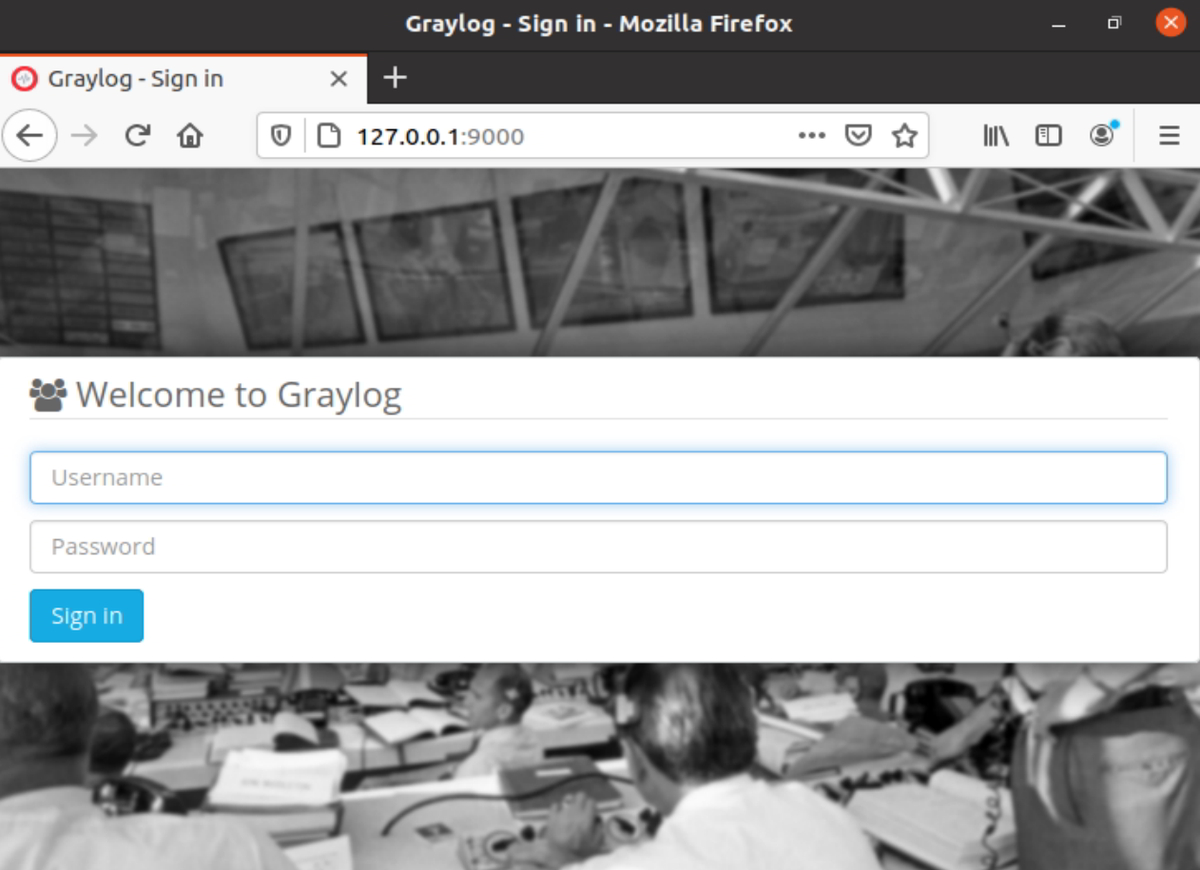 Graylog - Sign in - Mozilla Firefox
Graylog - Sign in
127.0.0.1:9000
Welcome to Graylog
Username
Password
Sign in